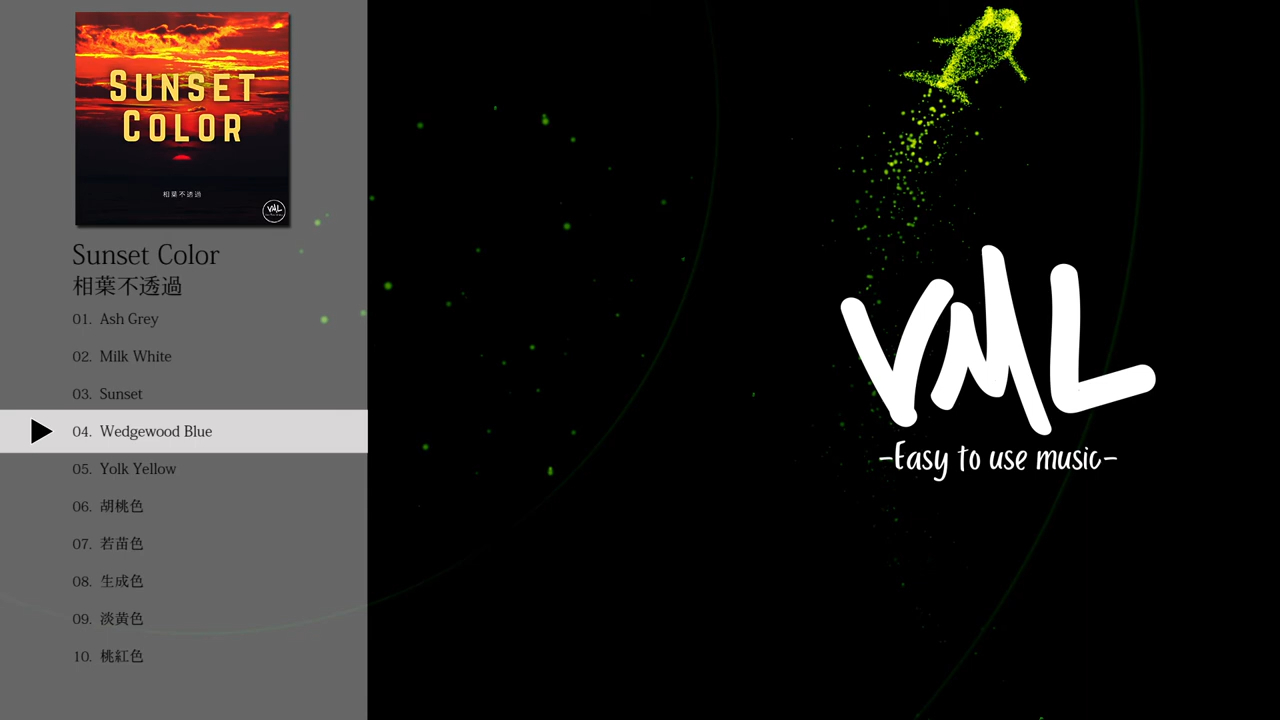 SUNSET
COLOR
相葉不透過
VML
Sunset Color
相葉不透過
01. Ash Grey
02. Milk White
03. Sunset
04. Wedgewood Blue
05. Yolk Yellow
06. 胡桃色
07. 若苗色
08. 生成色
09. 淡黄色
10. 桃紅色
VML
-Easy to use music-